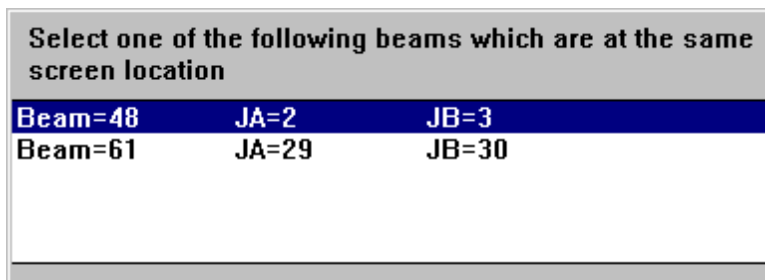 Select one of the following beams which are at the same
screen location
Beam=48 JA=2 JB=3
Beam=61 JA=29 JB=30